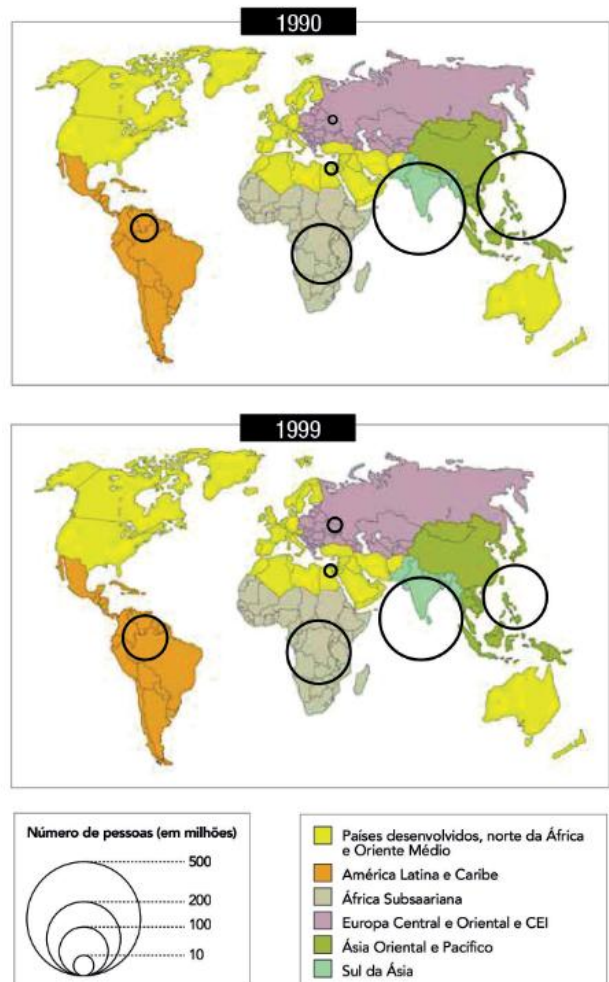 1990
1999
Número de pessoas (em milhões)
500
200
100
10
Países desenvolvidos, norte da África
e Oriente Médio
América Latina e Caribe
África Subsaariana
Europa Central e Oriental e CEI
Ásia Oriental e Pacífico
Sul da Ásia